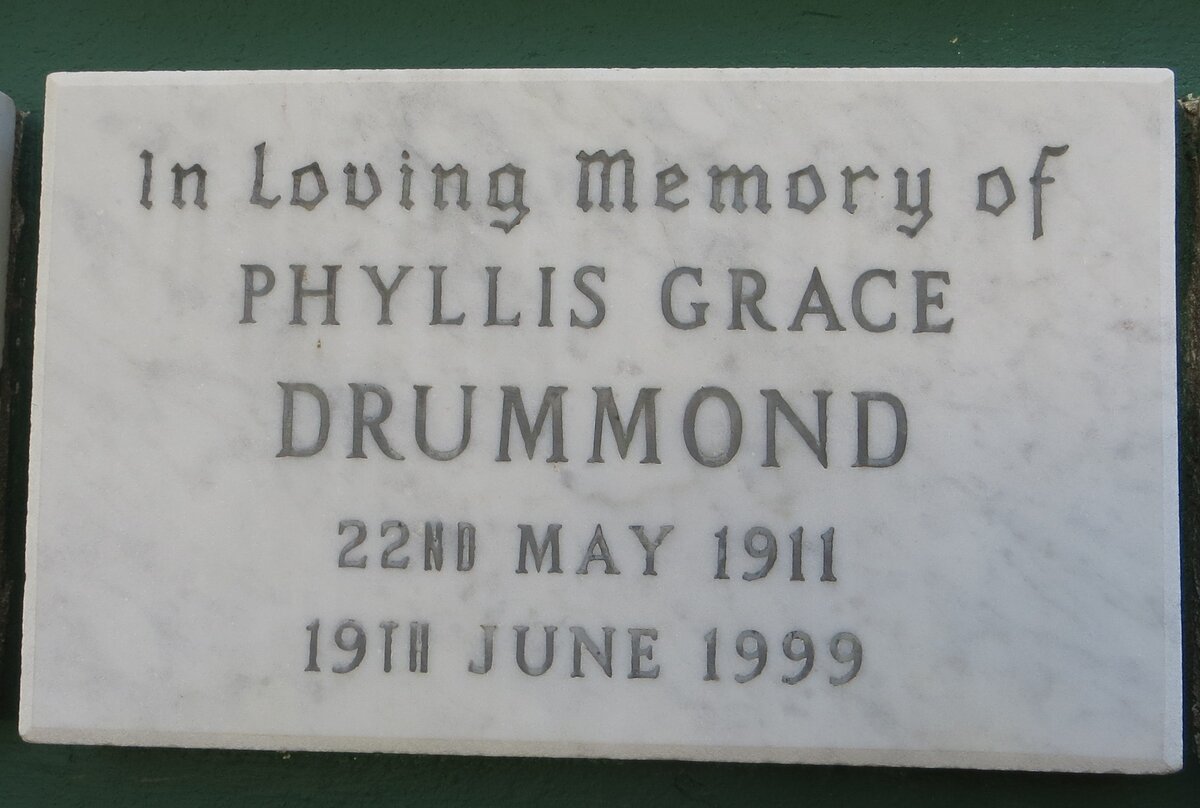 In Loving Memory of
PHYLLIS GRACE
DRUMMOND
22ND MAY 1911
19TH JUNE 1999